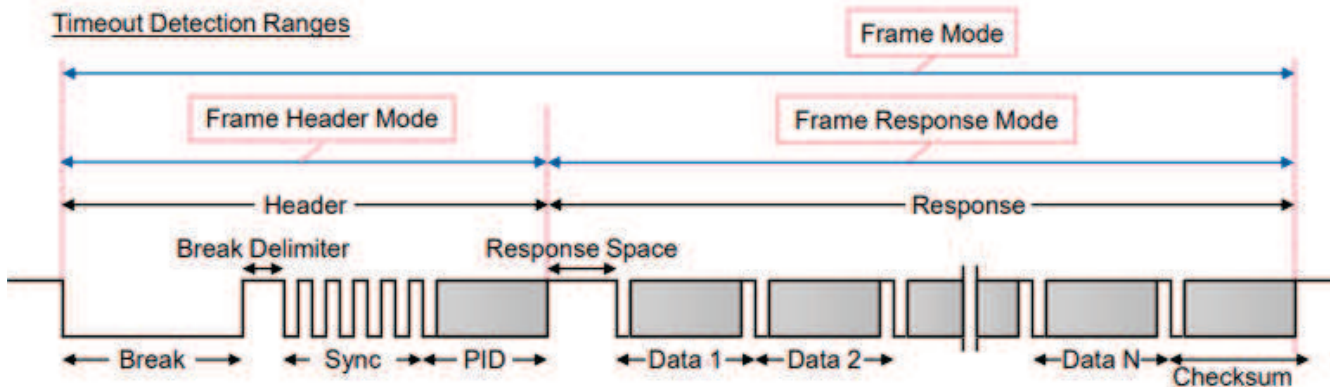 Timeout Detection Ranges
Frame Mode
Frame Header Mode
Frame Response Mode
Header
Response
Break Delimiter
Response Space
Break
Sync
PID
Data 1
Data 2
Data N
Checksum